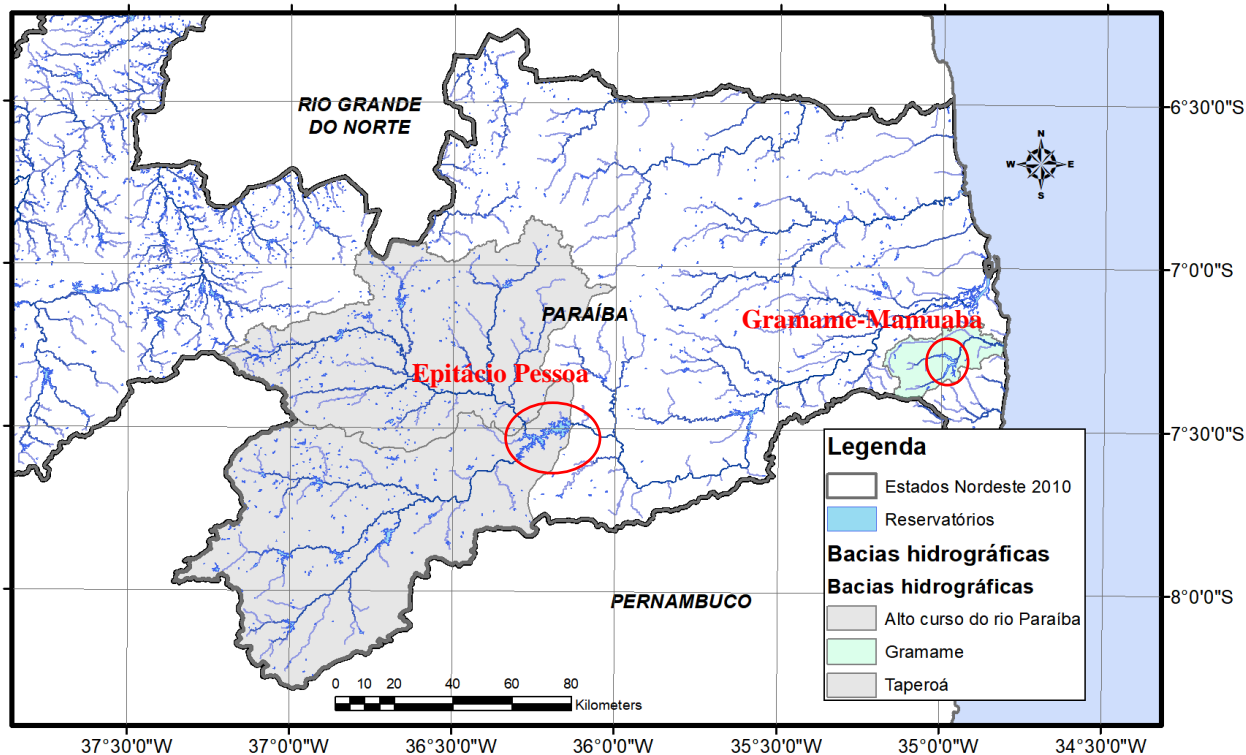 RIO GRANDE
DO NORTE
N
W E
S
6°30'0"S
7°0'0"S
PARAÍBA
Gramame-Mamuaba
Epitácio Pessoa
7°30'0"S
Legenda
Estados Nordeste 2010
Reservatórios
Bacias hidrográficas
Bacias hidrográficas
Alto curso do rio Paraíba
Gramame
Taperoá
PERNAMBUCO
8°0'0"S
0 10 20 40 60 80
Kilometers
37°30'0"W 37°0'0"W 36°30'0"W 36°0'0"W 35°30'0"W 35°0'0"W 34°30'0"W